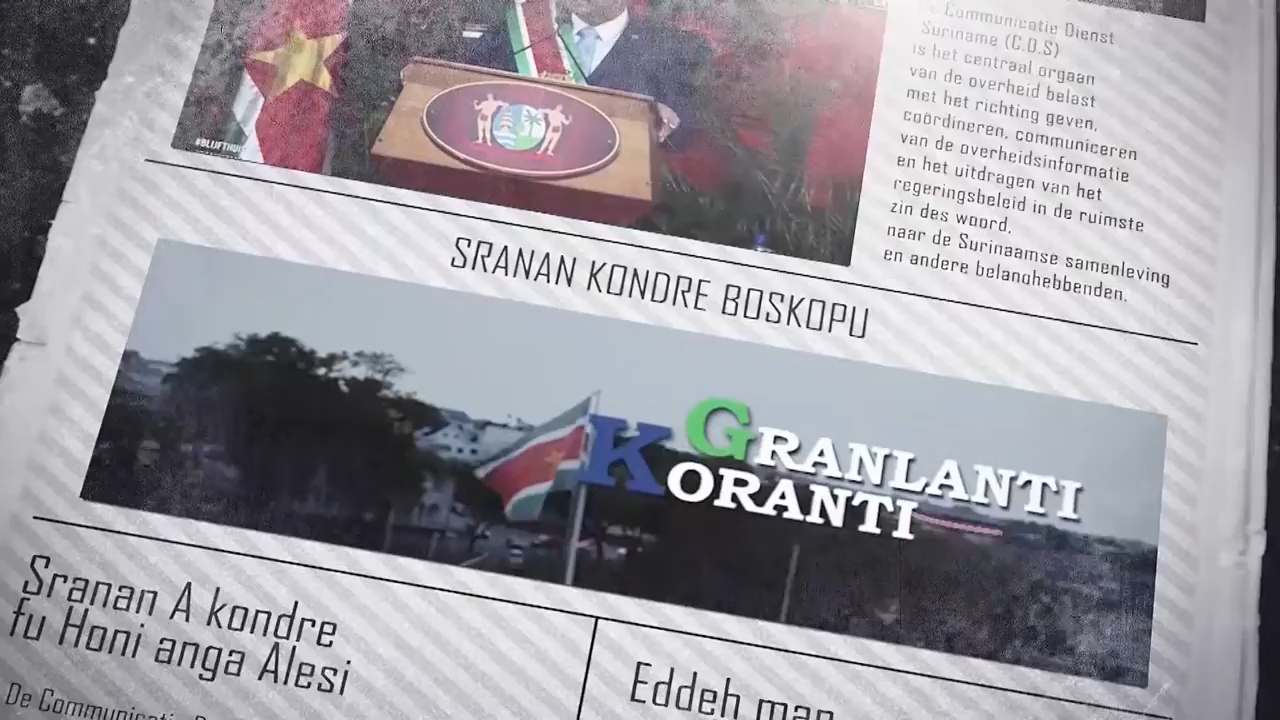 Communicatie Dienst
Suriname (C.D.S)
is het centraal orgaan
van de overheid belast
met het richting geven,
coördineren, communiceren
van de overheidsinformatie
en het uitdragen van het
regeringsbeleid in de ruimste
zin des woord.
naar de Surinaamse samenleving
en andere belanghebbenden.
SRANAN KONDRE BOSKOPU
GRANLANTI
KORANTI
Sranan A kondre
fu Honi anga Alesi
Eddeh man
De